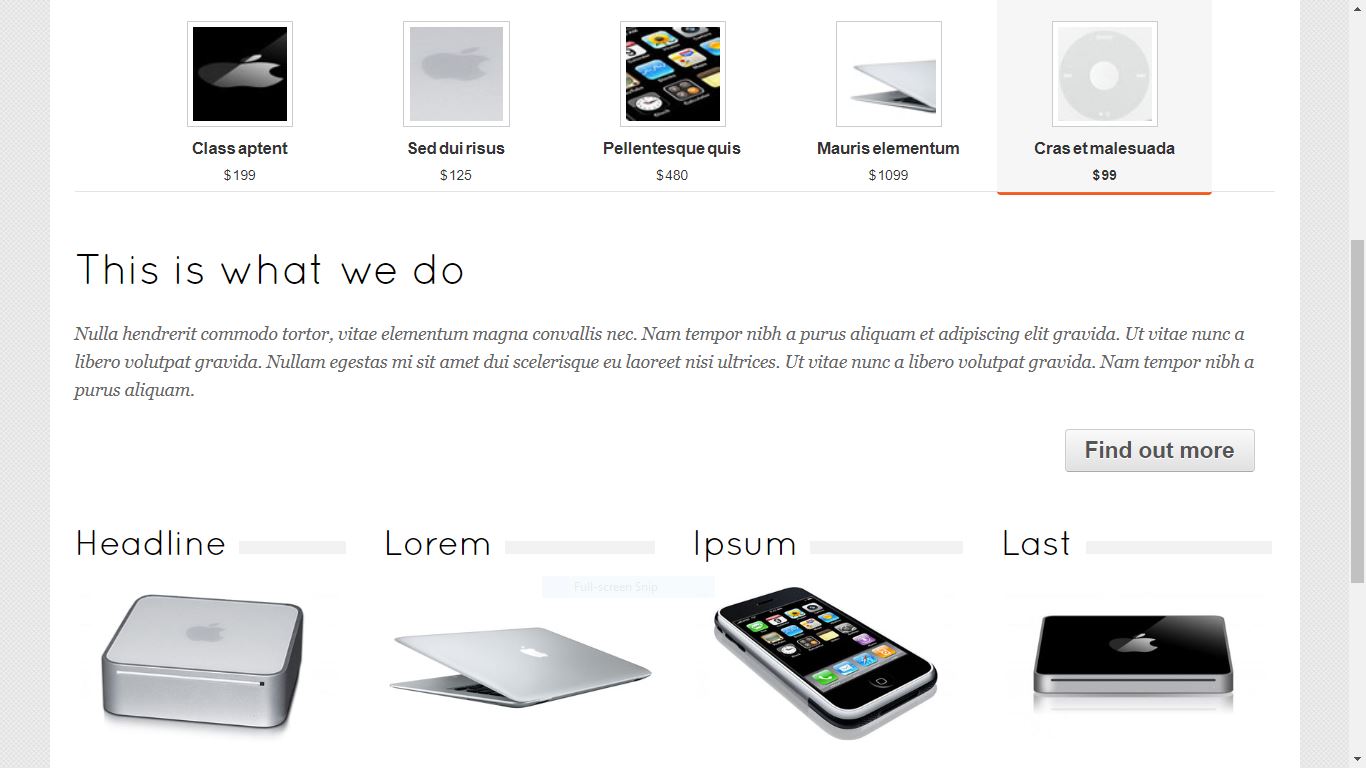 Class aptent
$199
Sed dui risus
$125
Pellentesque quis
$480
Mauris elementum
$1099
Cras et malesuada
$99
This is what we do
Nulla hendrerit commodo tortor, vitae elementum magna convallis nec. Nam tempor nibh a purus aliquam et adipiscing elit gravida. Ut vitae nunc a
libero volutpat gravida. Nullam egestas mi sit amet dui scelerisque eu laoreet nisi ultrices. Ut vitae nunc a libero volutpat gravida. Nam tempor nibh a
purus aliquam.
Find out more
Headline
Lorem
Ipsum
Last
Full-screen Snip